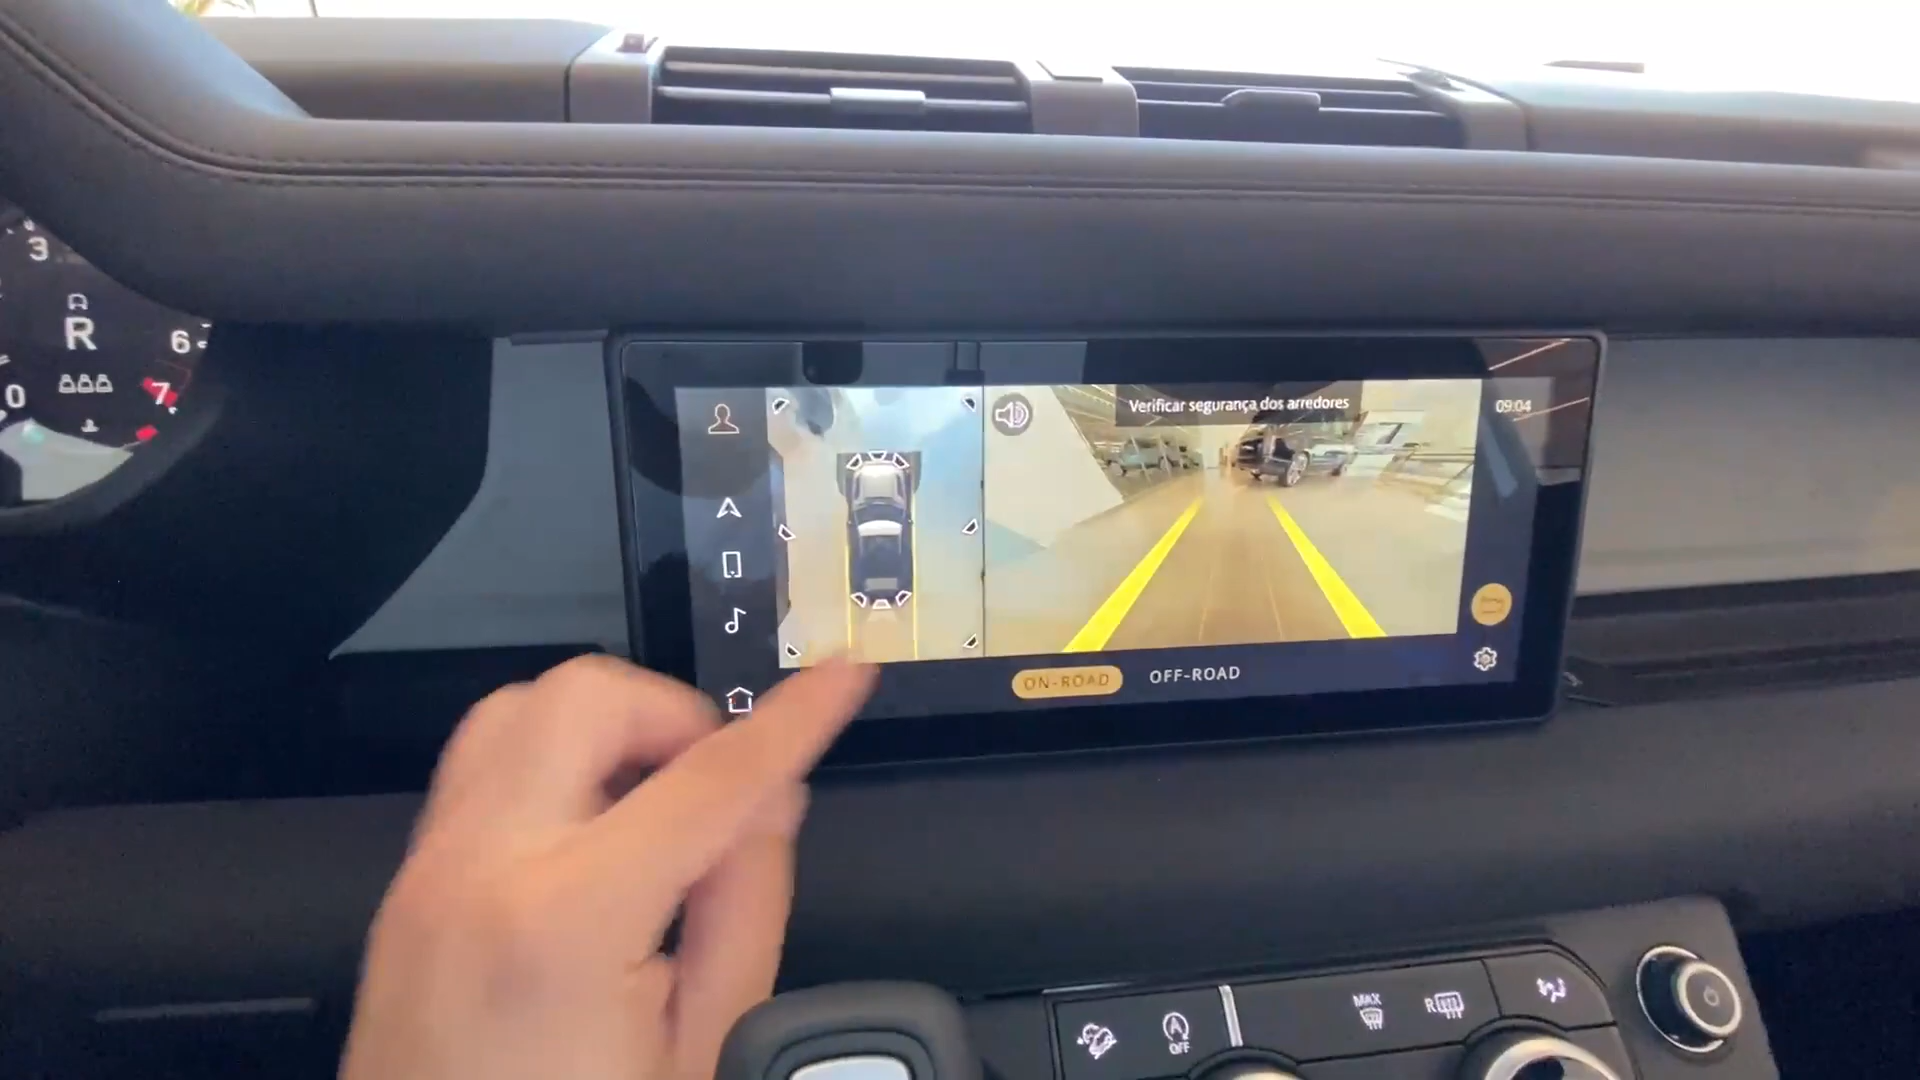 3
R
6
7
0
Verificar segurança dos arredores
09:04
ON-ROAD
OFF-ROAD
A
OFF
MAX
R